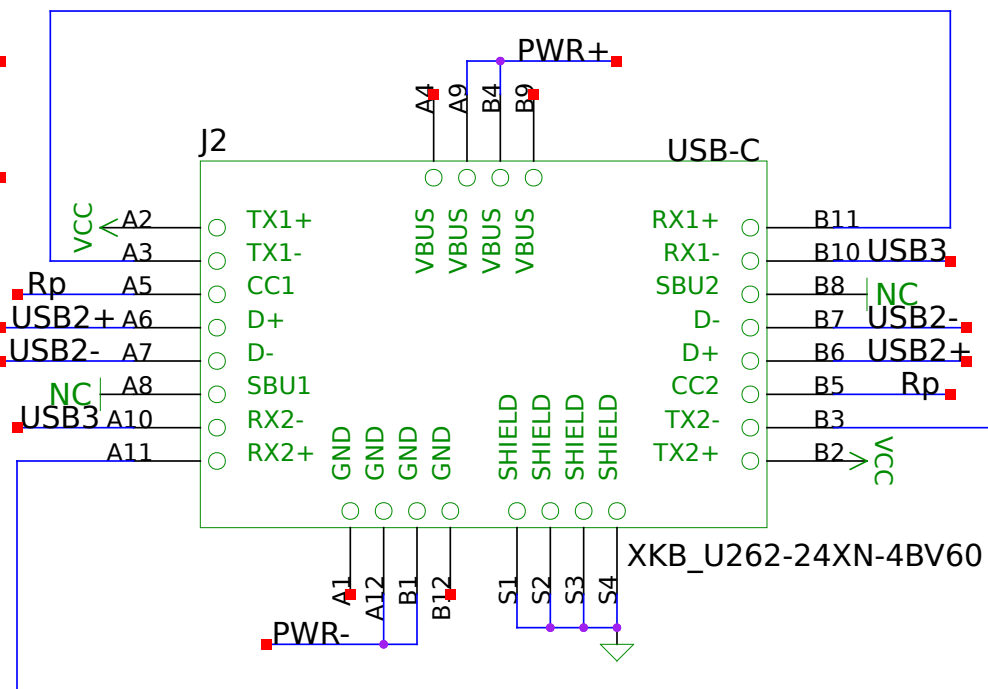 PWR+
A4 A9 B4 B9
J2 USB-C
VBUS VBUS VBUS VBUS
VCC A2 TX1+ RX1+ B11
A3 TX1- RX1- B10 USB3
Rp A5 CC1 SBU2 B8 NC
USB2+ A6 D+ D- B7 USB2-
USB2- A7 D- D+ B6 USB2+
NC A8 SBU1 CC2 B5 Rp
USB3 A10 RX2- TX2- B3
A11 RX2+ TX2+ B2 VCC
GND GND GND GND SHIELD SHIELD SHIELD SHIELD
XKB_U262-24XN-4BV60
A1 A12 B1 B12 S1 S2 S3 S4
PWR-